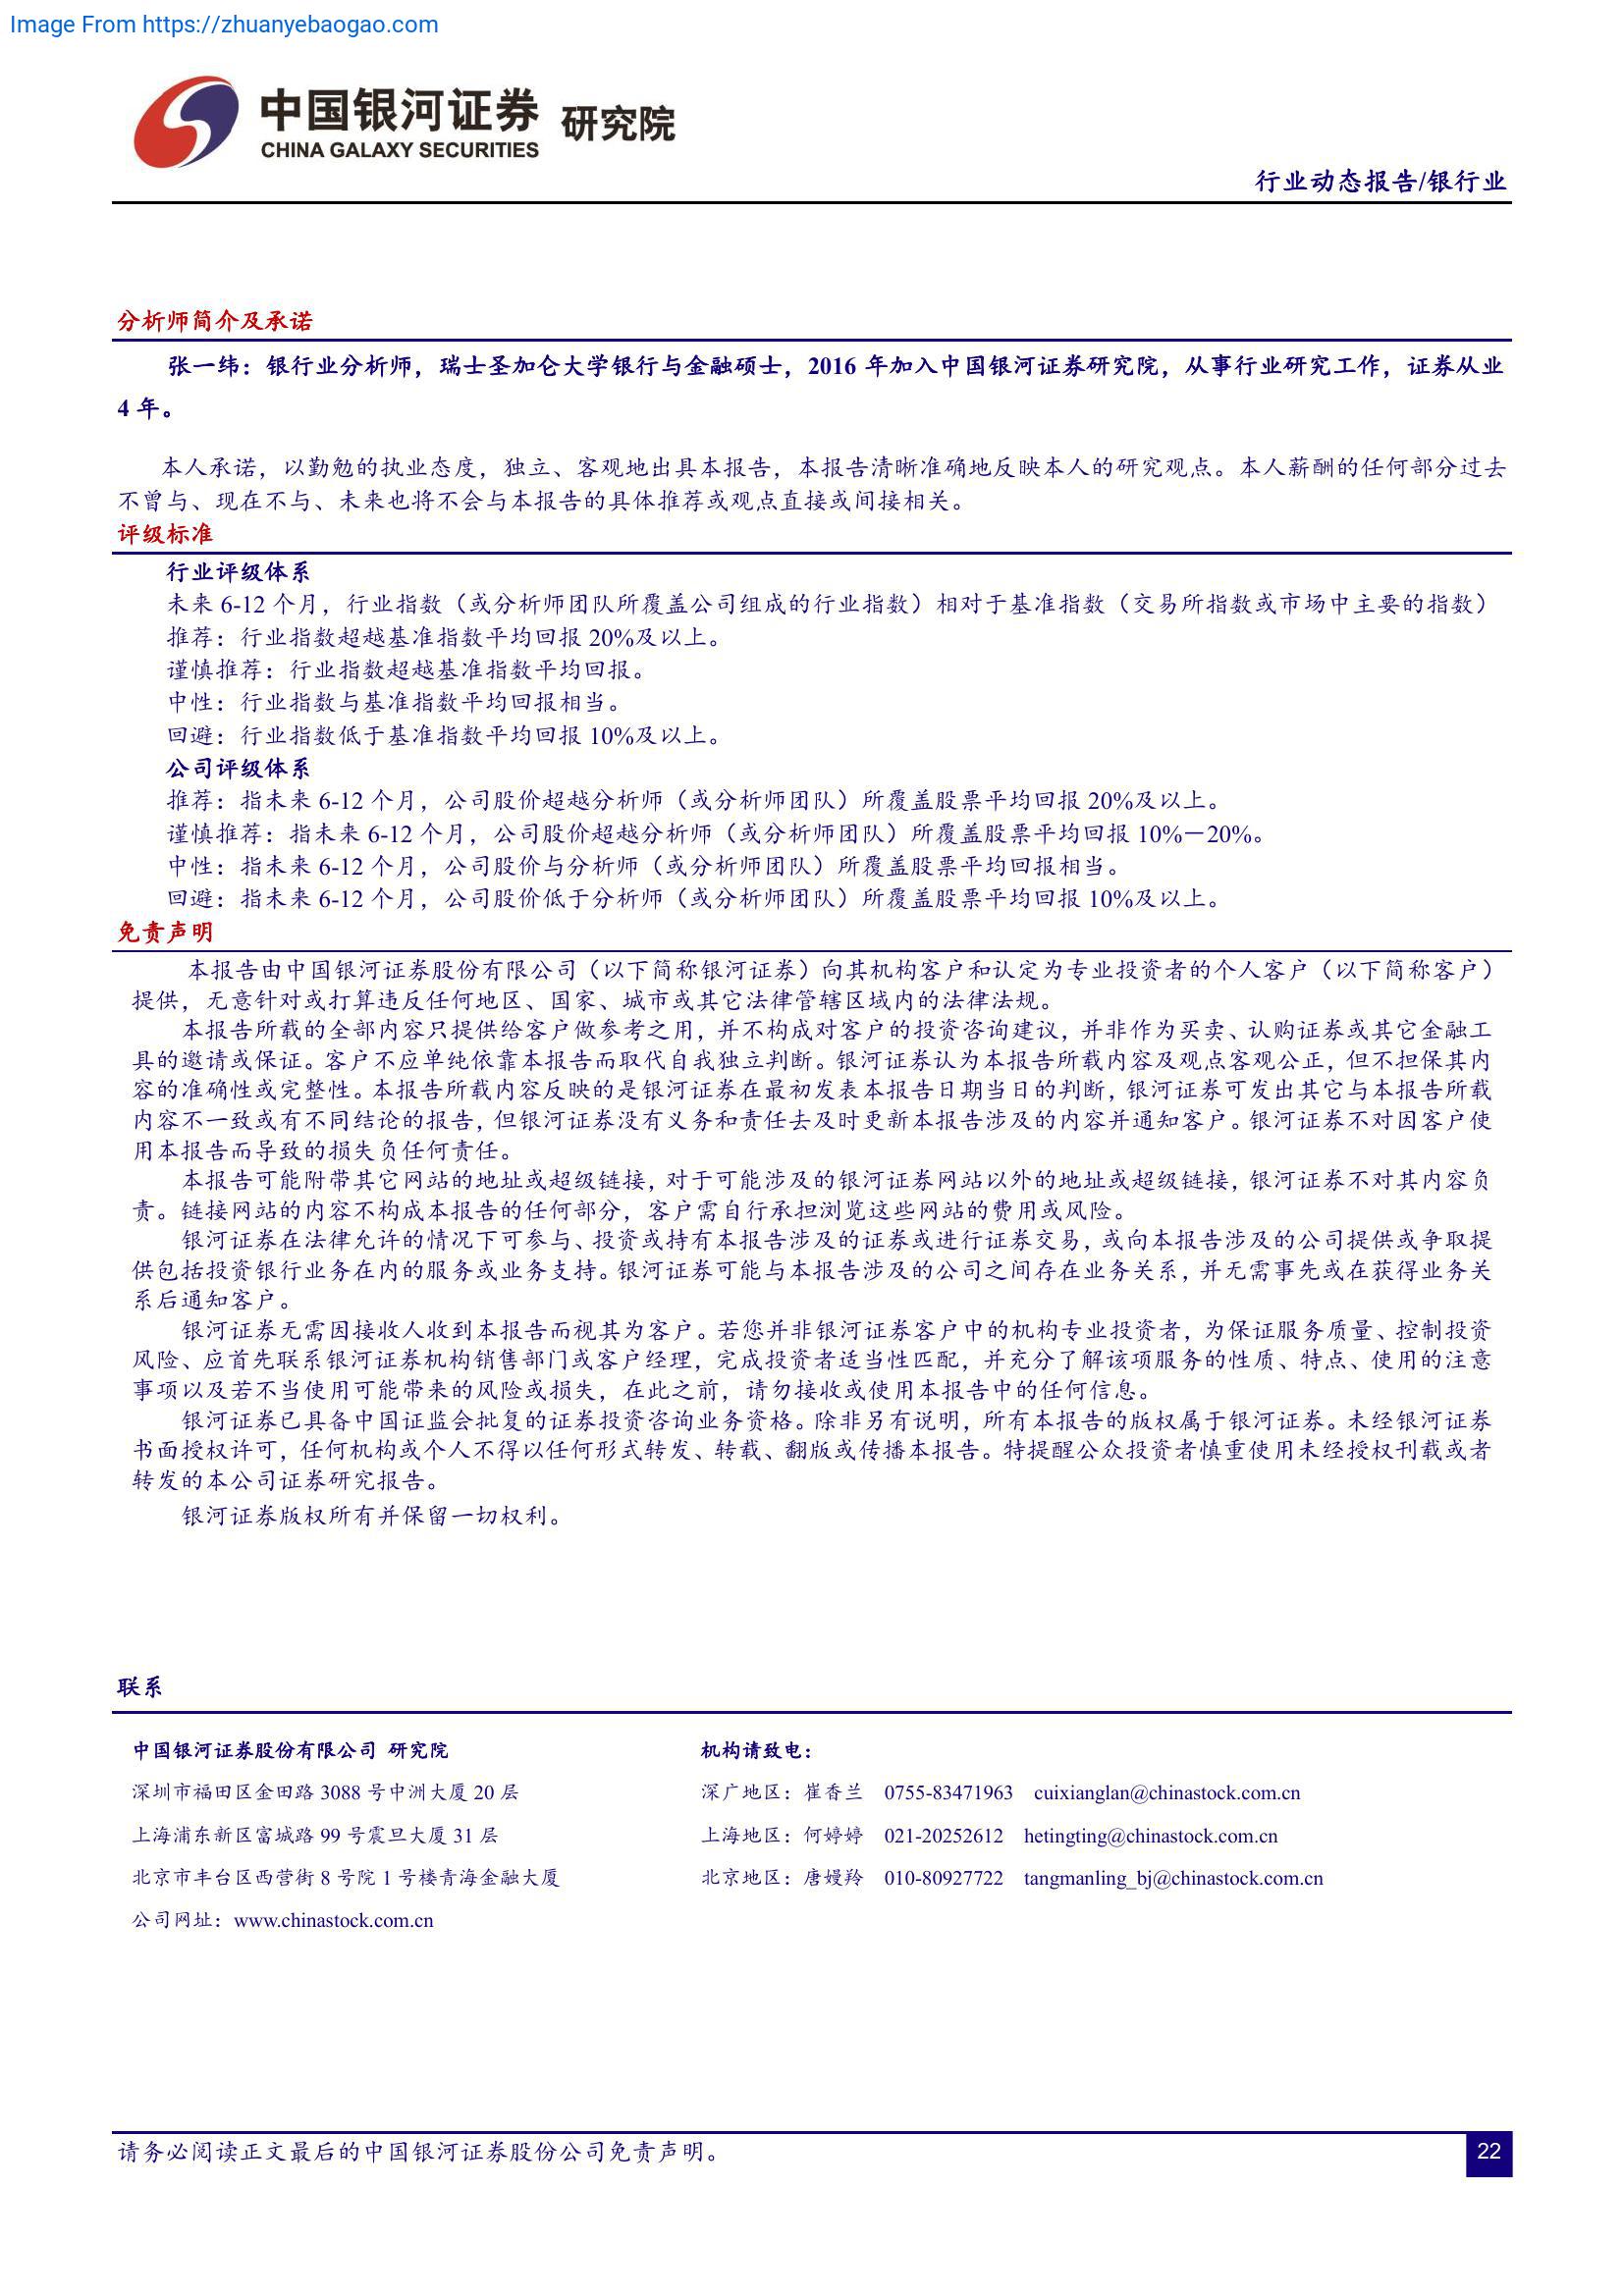 Image From https://zhuanyebaogao.com
中国银河证券 研究院
CHINA GALAXY SECURITIES
行业动态报告/银行业
分析师简介及承诺
张一纬：银行业分析师，瑞士圣加仑大学银行与金融硕士，2016 年加入中国银河证券研究院，从事行业研究工作，证券从业
4 年。
本人承诺，以勤勉的执业态度，独立、客观地出具本报告，本报告清晰准确地反映本人的研究观点。本人薪酬的任何部分过去
不曾与、现在不与、未来也将不会与本报告的具体推荐或观点直接或间接相关。
评级标准
行业评级体系
未来 6-12 个月，行业指数（或分析师团队所覆盖公司组成的行业指数）相对于基准指数（交易所指数或市场中主要的指数）
推荐：行业指数超越基准指数平均回报 20%及以上。
谨慎推荐：行业指数超越基准指数平均回报。
中性：行业指数与基准指数平均回报相当。
回避：行业指数低于基准指数平均回报 10%及以上。
公司评级体系
推荐：指未来 6-12 个月，公司股价超越分析师（或分析师团队）所覆盖股票平均回报 20%及以上。
谨慎推荐：指未来 6-12 个月，公司股价超越分析师（或分析师团队）所覆盖股票平均回报 10%－20%。
中性：指未来 6-12 个月，公司股价与分析师（或分析师团队）所覆盖股票平均回报相当。
回避：指未来 6-12 个月，公司股价低于分析师（或分析师团队）所覆盖股票平均回报 10%及以上。
免责声明
本报告由中国银河证券股份有限公司（以下简称银河证券）向其机构客户和认定为专业投资者的个人客户（以下简称客户）
提供，无意针对或打算违反任何地区、国家、城市或其它法律管辖区域内的法律法规。
本报告所载的全部内容只提供给客户做参考之用，并不构成对客户的投资咨询建议，并非作为买卖、认购证券或其它金融工
具的邀请或保证。客户不应单纯依靠本报告而取代自我独立判断。银河证券认为本报告所载内容及观点客观公正，但不担保其内
容的准确性或完整性。本报告所载内容反映的是银河证券在最初发表本报告日期当日的判断，银河证券可发出其它与本报告所载
内容不一致或有不同结论的报告，但银河证券没有义务和责任去及时更新本报告涉及的内容并通知客户。银河证券不对因客户使
用本报告而导致的损失负任何责任。
本报告可能附带其它网站的地址或超级链接，对于可能涉及的银河证券网站以外的地址或超级链接，银河证券不对其内容负
责。链接网站的内容不构成本报告的任何部分，客户需自行承担浏览这些网站的费用或风险。
银河证券在法律允许的情况下可参与、投资或持有本报告涉及的证券或进行证券交易，或向本报告涉及的公司提供或争取提
供包括投资银行业务在内的服务或业务支持。银河证券可能与本报告涉及的公司之间存在业务关系，并无需事先或在获得业务关
系后通知客户。
银河证券无需因接收人收到本报告而视其为客户。若您并非银河证券客户中的机构专业投资者，为保证服务质量、控制投资
风险、应首先联系银河证券机构销售部门或客户经理，完成投资者适当性匹配，并充分了解该项服务的性质、特点、使用的注意
事项以及若不当使用可能带来的风险或损失，在此之前，请勿接收或使用本报告中的任何信息。
银河证券已具备中国证监会批复的证券投资咨询业务资格。除非另有说明，所有本报告的版权属于银河证券。未经银河证券
书面授权许可，任何机构或个人不得以任何形式转发、转载、翻版或传播本报告。特提醒公众投资者慎重使用未经授权刊载或者
转发的本公司证券研究报告。
银河证券版权所有并保留一切权利。
联系
中国银河证券股份有限公司 研究院
深圳市福田区金田路 3088 号中洲大厦 20 层
上海浦东新区富城路 99 号震旦大厦 31 层
北京市丰台区西营街 8 号院 1 号楼青海金融大厦
公司网址：www.chinastock.com.cn
机构请致电：
深广地区：崔香兰 0755-83471963 cuixianglan@chinastock.com.cn
上海地区：何婷婷 021-20252612 hetingting@chinastock.com.cn
北京地区：唐嫚羚 010-80927722 tangmanling_bj@chinastock.com.cn
请务必阅读正文最后的中国银河证券股份公司免责声明。
22